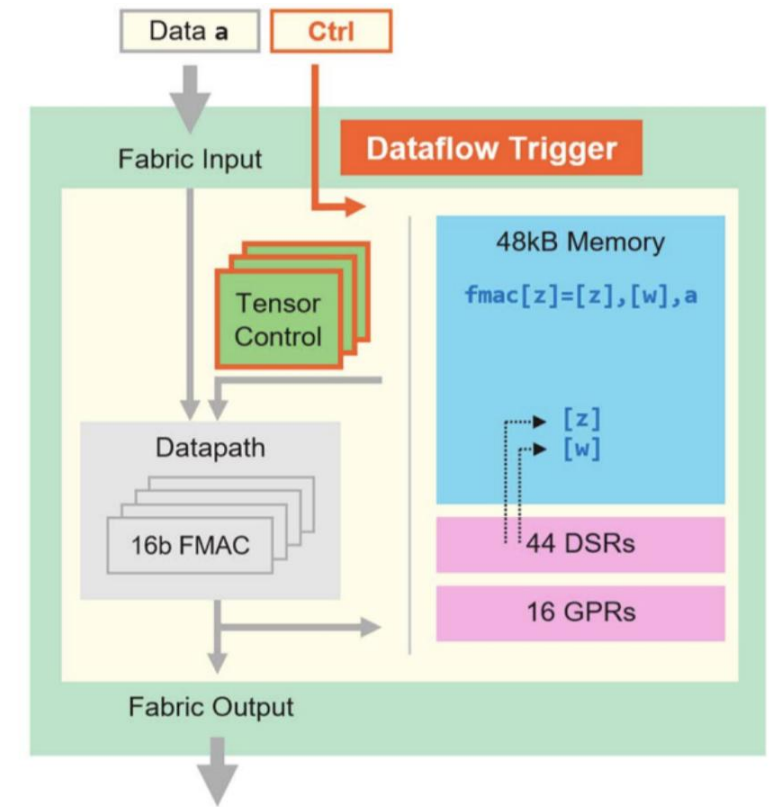 Data a
Ctrl
Dataflow Trigger
Fabric Input
48kB Memory
fmac[z]=[z],[w],a
Tensor
Control
[z]
[w]
Datapath
16b FMAC
44 DSRs
16 GPRs
Fabric Output